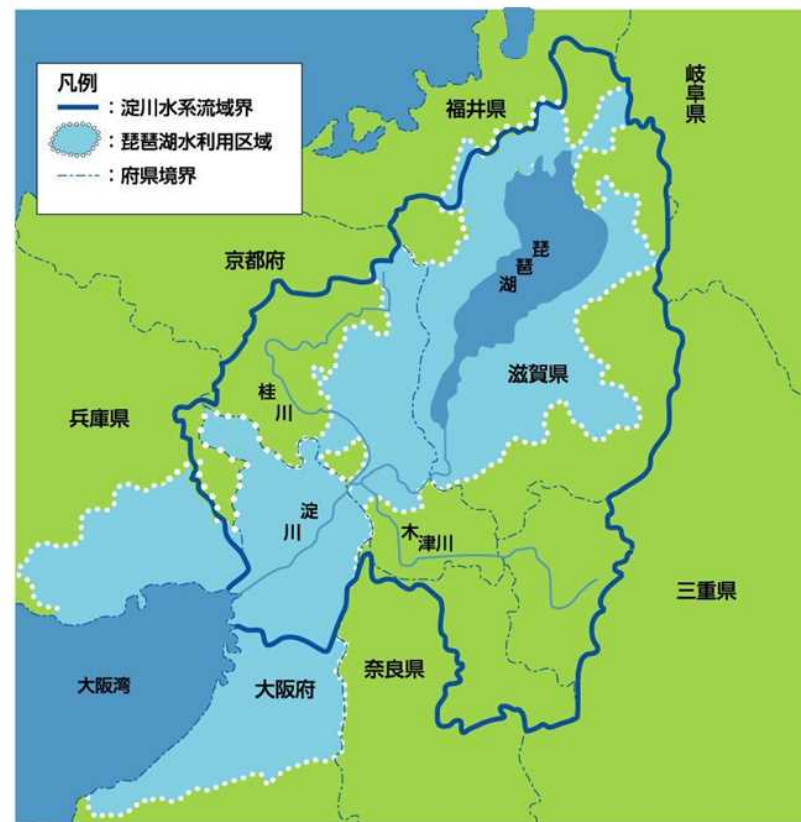 凡例
：淀川水系流域界
：琵琶湖水利用区域
：府県境界
岐阜県
福井県
京都府
琵琶湖
滋賀県
兵庫県
桂川
淀川
木津川
三重県
大阪湾
大阪府
奈良県